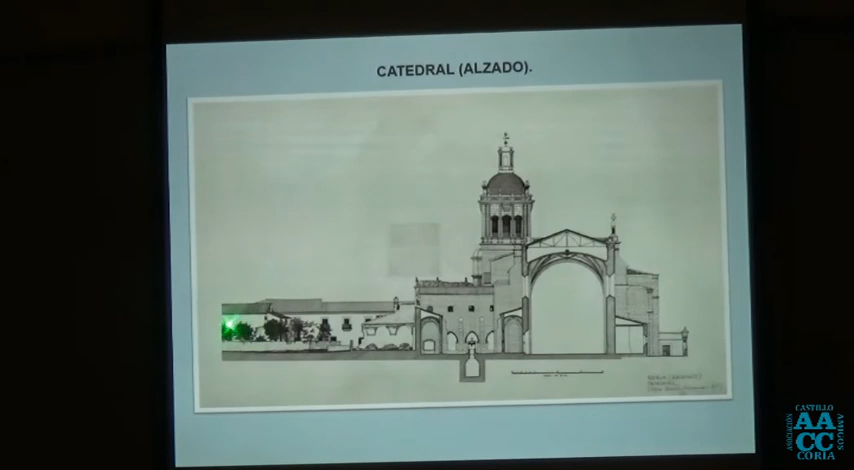 CATEDRAL (ALZADO).
CASTILLO
ASOCIACIÓN
AA
CC
AMIGOS
CORIA